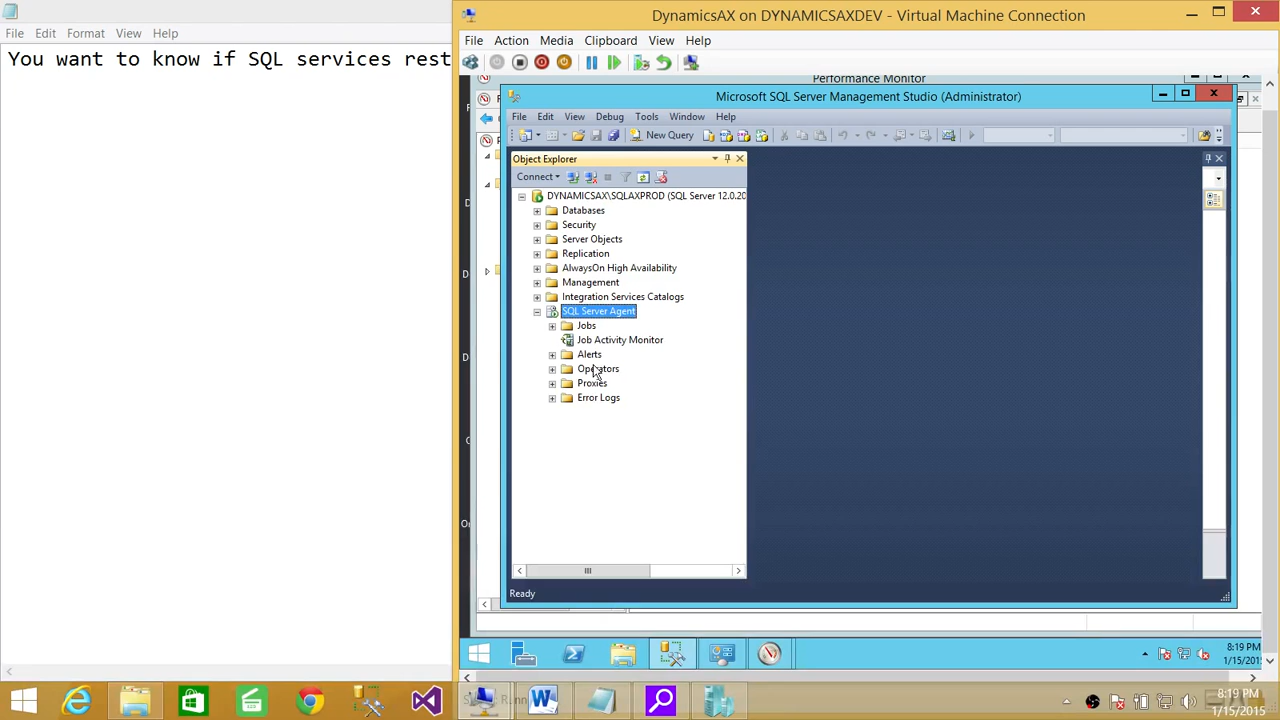 DynamicsAX on DYNAMICSAXDEV - Virtual Machine Connection
File Edit Format View Help
You want to know if SQL services rest
File Action Media Clipboard View Help
Performance Monitor
Microsoft SQL Server Management Studio (Administrator)
File Edit View Debug Tools Window Help
New Query
Object Explorer
Connect
DYNAMICSAX\SQLAXPROD (SQL Server 12.0.20
Databases
Security
Server Objects
Replication
AlwaysOn High Availability
Management
Integration Services Catalogs
SQL Server Agent
Jobs
Job Activity Monitor
Alerts
Operators
Proxies
Error Logs
Ready
8:19 PM
1/15/2015
8:19 PM
1/15/2015